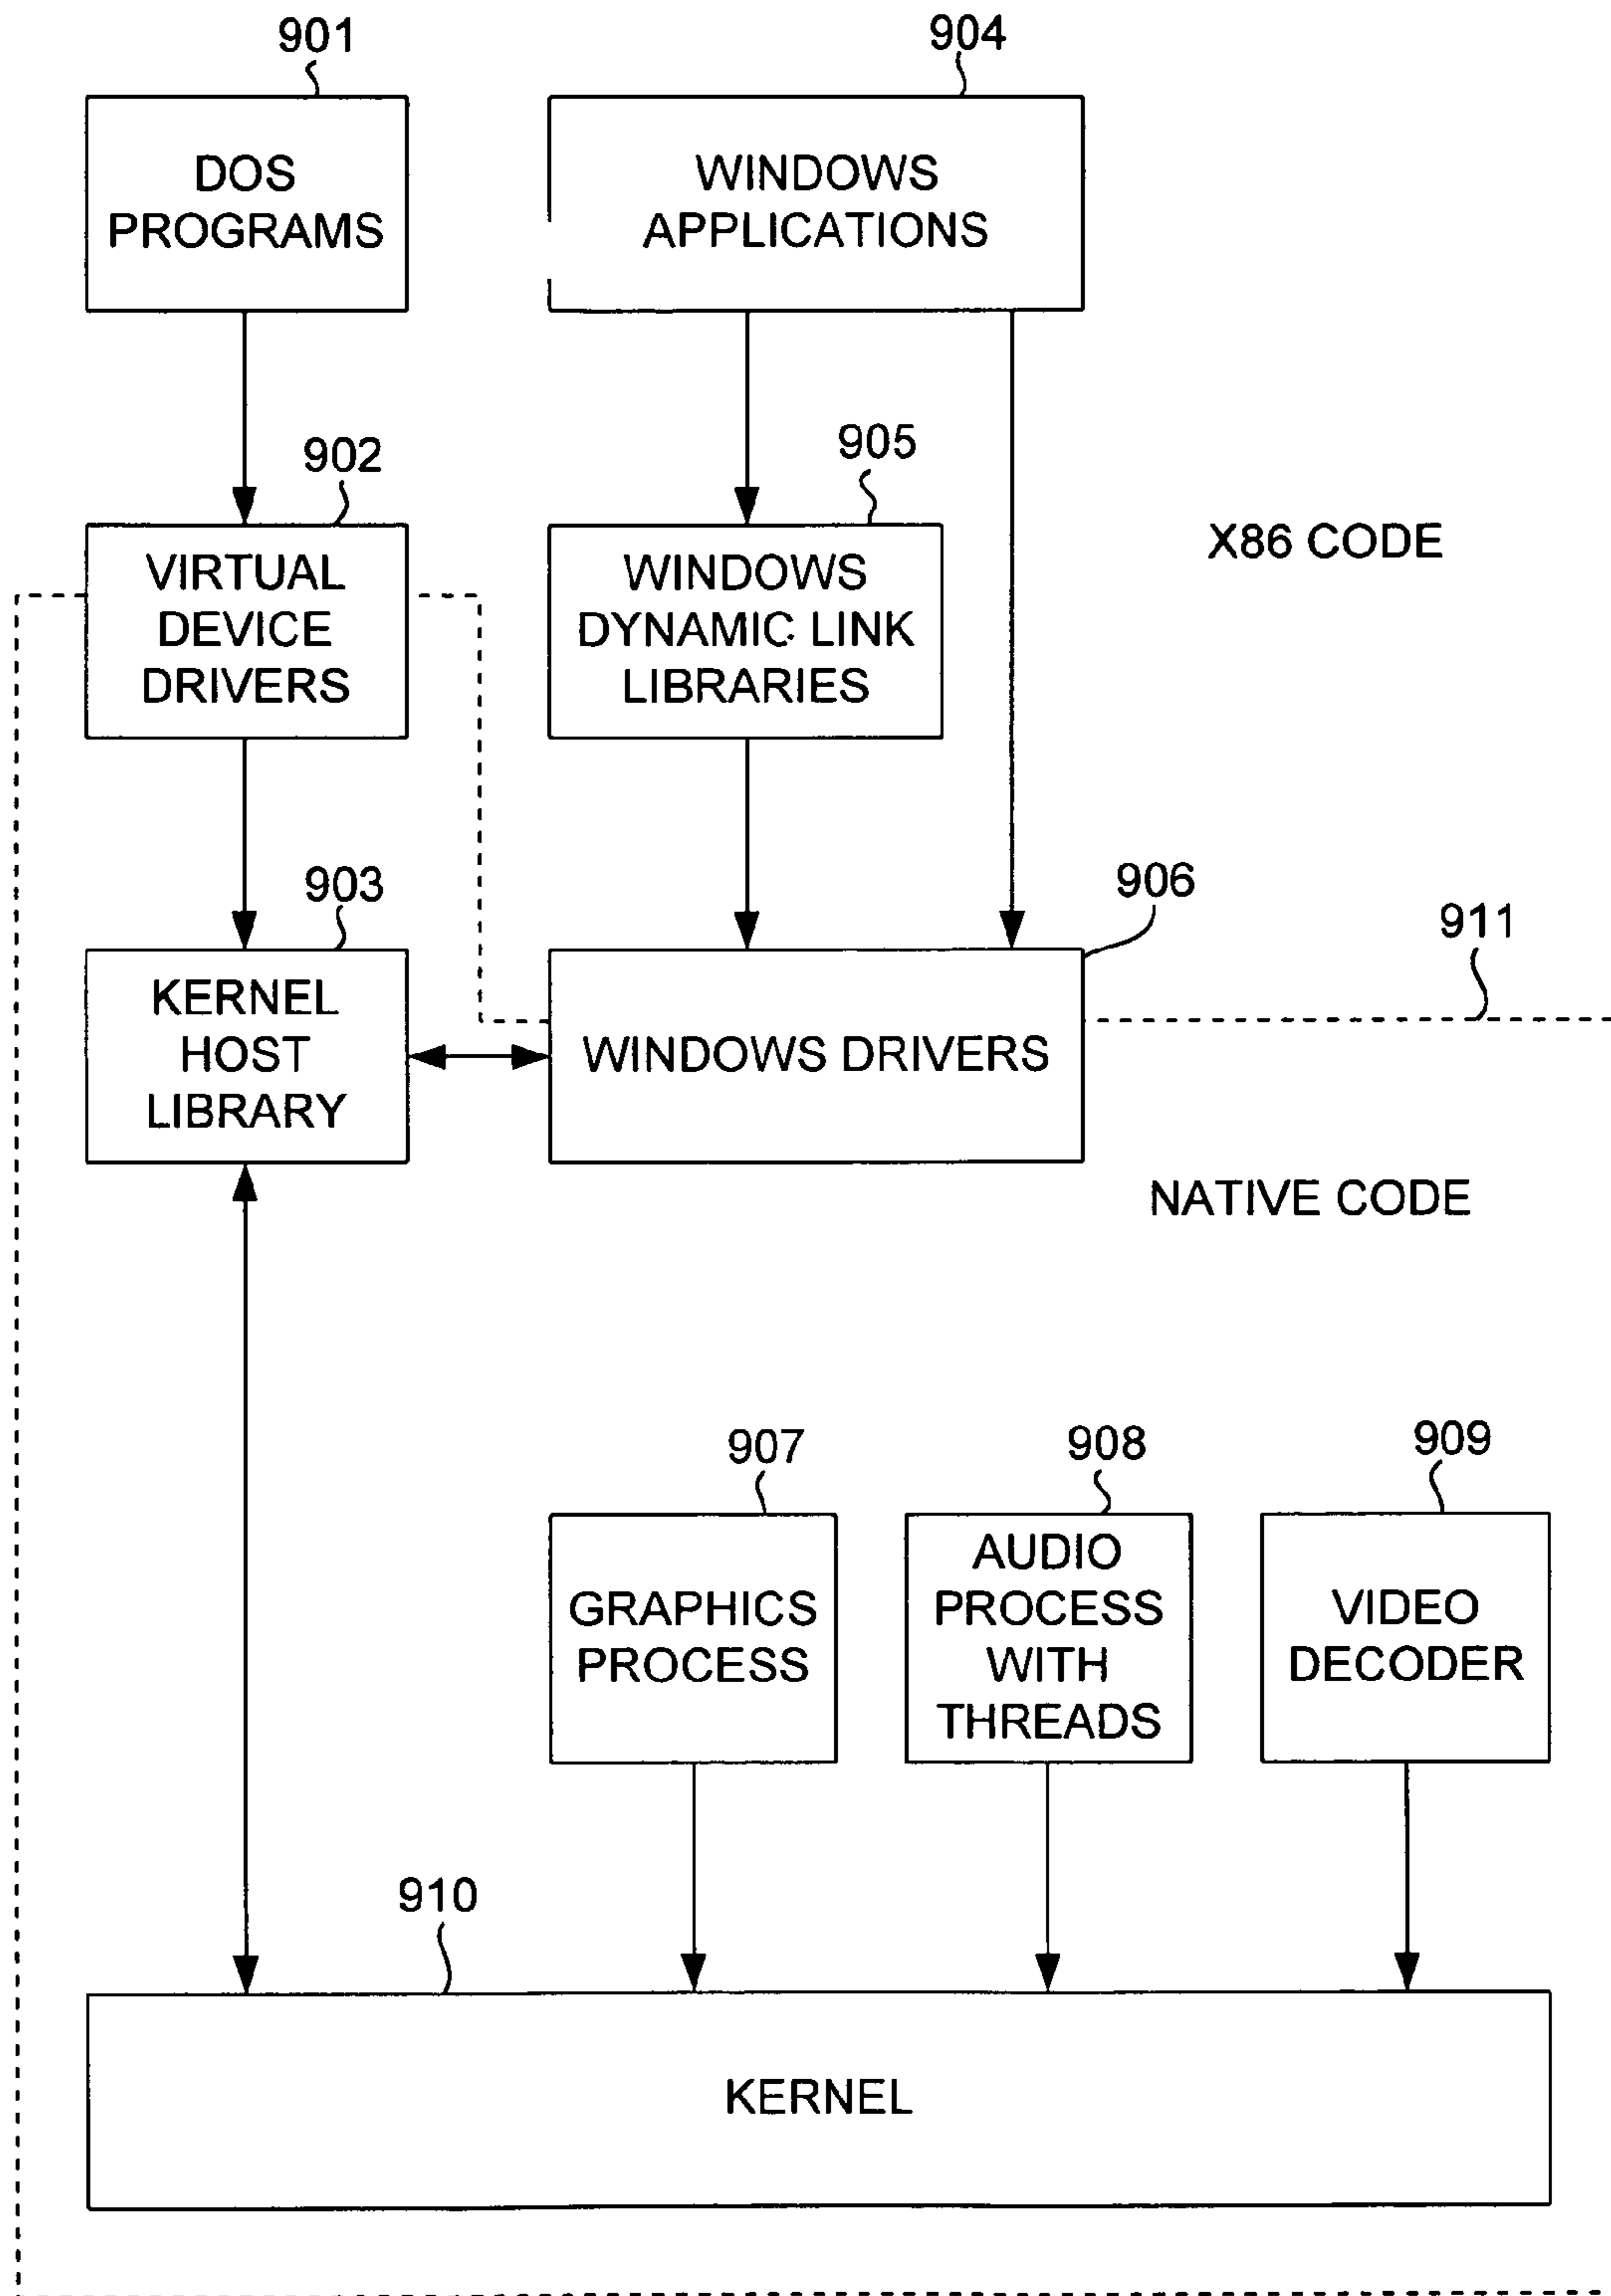 901
904
DOS
PROGRAMS
WINDOWS
APPLICATIONS
902
905
VIRTUAL
DEVICE
DRIVERS
WINDOWS
DYNAMIC LINK
LIBRARIES
X86 CODE
903
906
911
KERNEL
HOST
LIBRARY
WINDOWS DRIVERS
NATIVE CODE
907
908
909
GRAPHICS
PROCESS
AUDIO
PROCESS
WITH
THREADS
VIDEO
DECODER
910
KERNEL